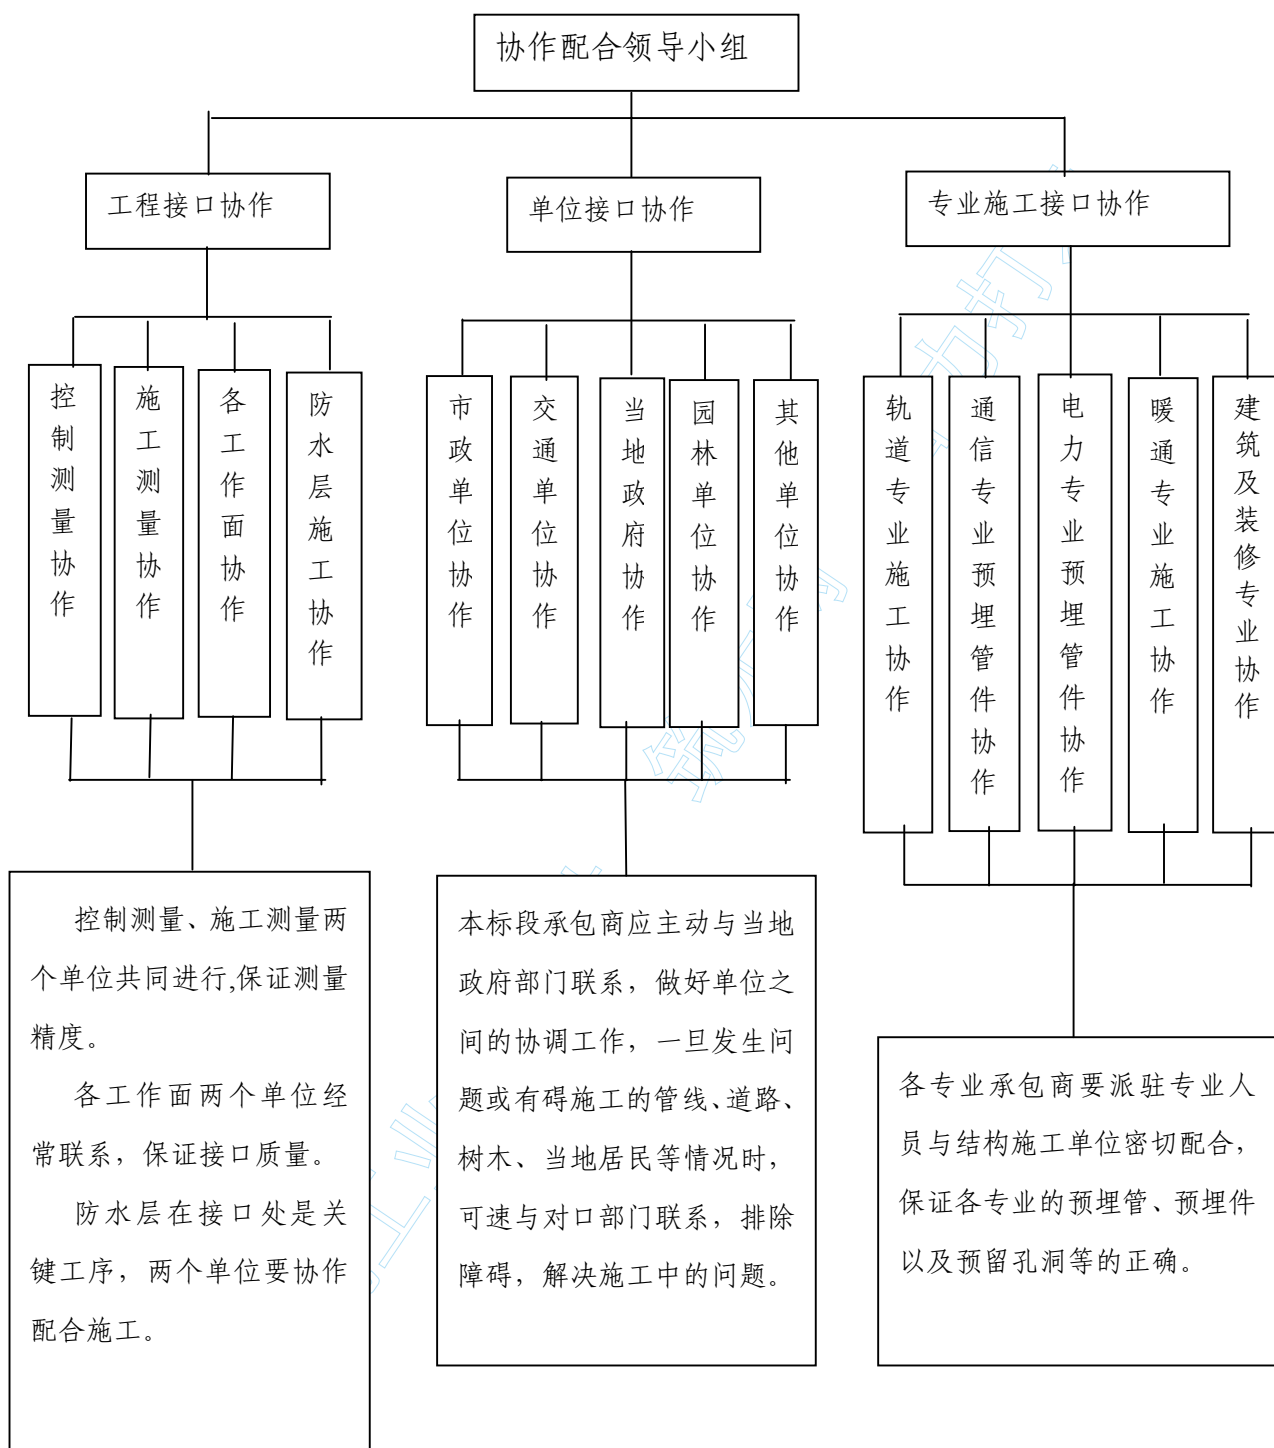 协作配合领导小组
工程接口协作
单位接口协作
专业施工接口协作
控制测量协作
施工测量协作
各工作面协作
防水层施工协作
市政单位协作
交通单位协作
当地政府协作
园林单位协作
其他单位协作
轨道专业施工协作
通信专业预埋管件协作
电力专业预埋管件协作
暖通专业施工协作
建筑及装修专业协作
控制测量、施工测量两
个单位共同进行,保证测量
精度。
各工作面两个单位经
常联系，保证接口质量。
防水层在接口处是关
键工序，两个单位要协作
配合施工。
本标段承包商应主动与当地
政府部门联系，做好单位之
间的协调工作，一旦发生问
题或有碍施工的管线、道路、
树木、当地居民等情况时，
可速与对口部门联系，排除
障碍，解决施工中的问题。
各专业承包商要派驻专业人
员与结构施工单位密切配合，
保证各专业的预埋管、预埋件
以及预留孔洞等的正确。